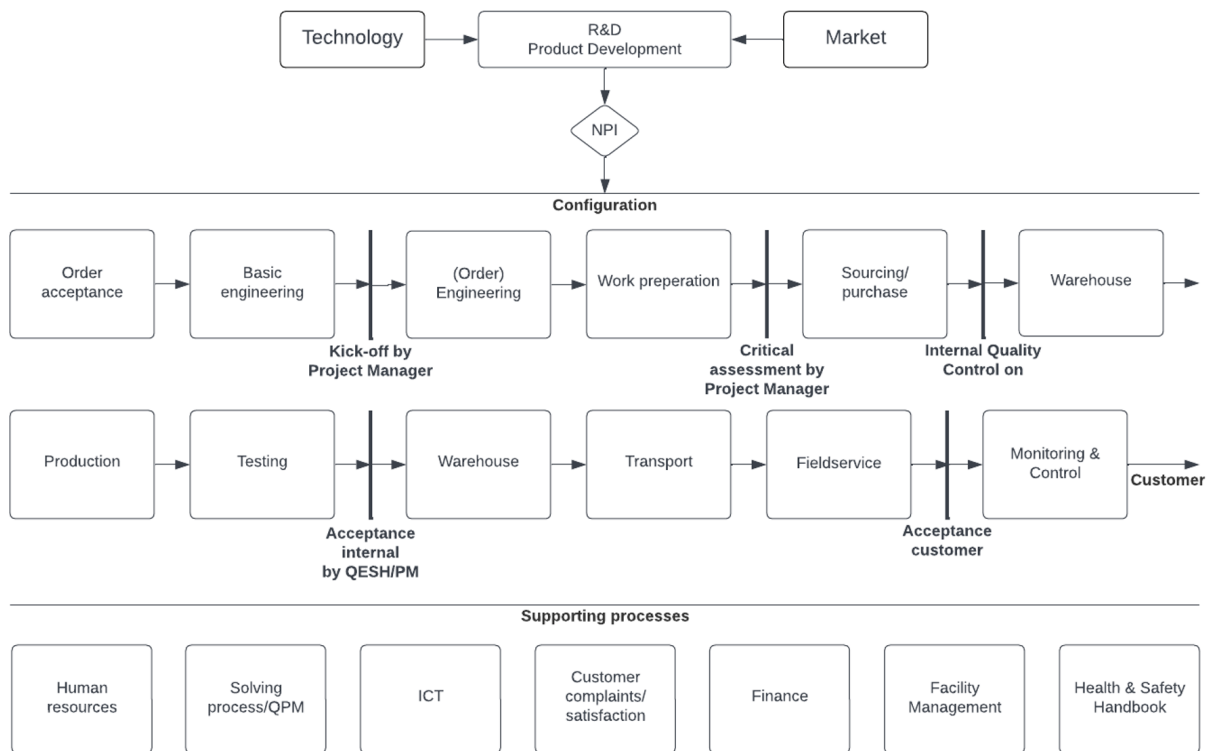 Technology
R&D
Product Development
Market
NPI
Configuration
Order
acceptance
Basic
engineering
(Order)
Engineering
Work preperation
Sourcing/
purchase
Warehouse
Kick-off by
Project Manager
Critical
assessment by
Project Manager
Internal Quality
Control on
Production
Testing
Warehouse
Transport
Fieldservice
Monitoring &
Control
Customer
Acceptance
internal
by QESH/PM
Acceptance
customer
Supporting processes
Human
resources
Solving
process/QPM
ICT
Customer
complaints/
satisfaction
Finance
Facility
Management
Health & Safety
Handbook